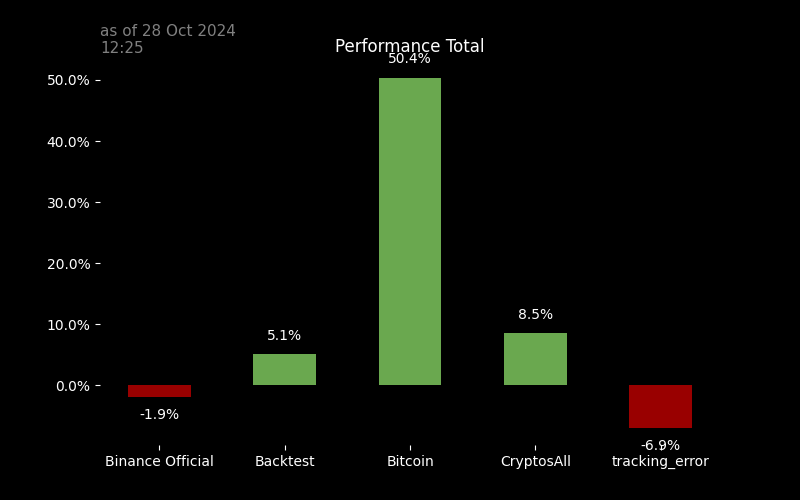 as of 28 Oct 2024
12:25
Performance Total
50.4%
50.0%
40.0%
30.0%
20.0%
10.0%
0.0%
-1.9%
5.1%
8.5%
-6.9%
Binance Official
Backtest
Bitcoin
CryptosAll
tracking_error